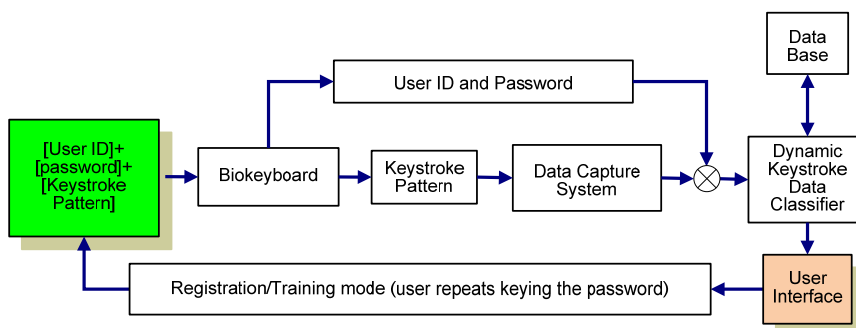 Data
Base
User ID and Password
[User ID]+
[password]+
[Keystroke
Pattern]
Biokeyboard
Keystroke
Pattern
Data Capture
System
Dynamic
Keystroke
Data
Classifier
Registration/Training mode (user repeats keying the password)
User
Interface